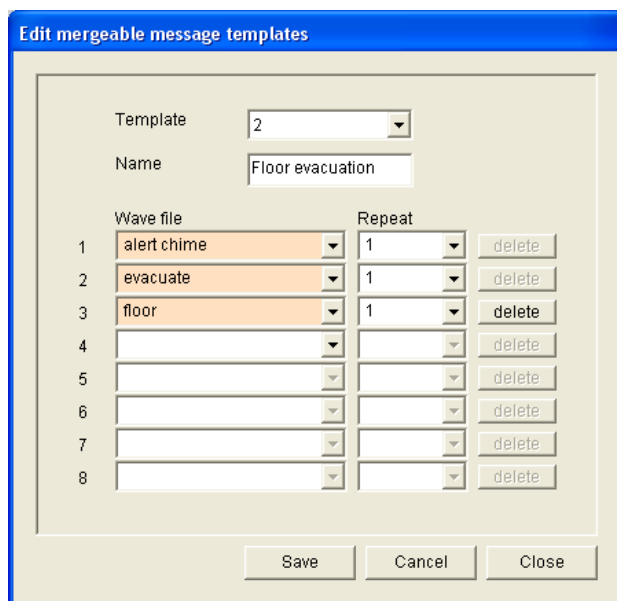 Edit mergeable message templates
Template 2
Name Floor evacuation
Wave file Repeat
1 alert chime 1 delete
2 evacuate 1 delete
3 floor 1 delete
4 delete
5 delete
6 delete
7 delete
8 delete
Save Cancel Close